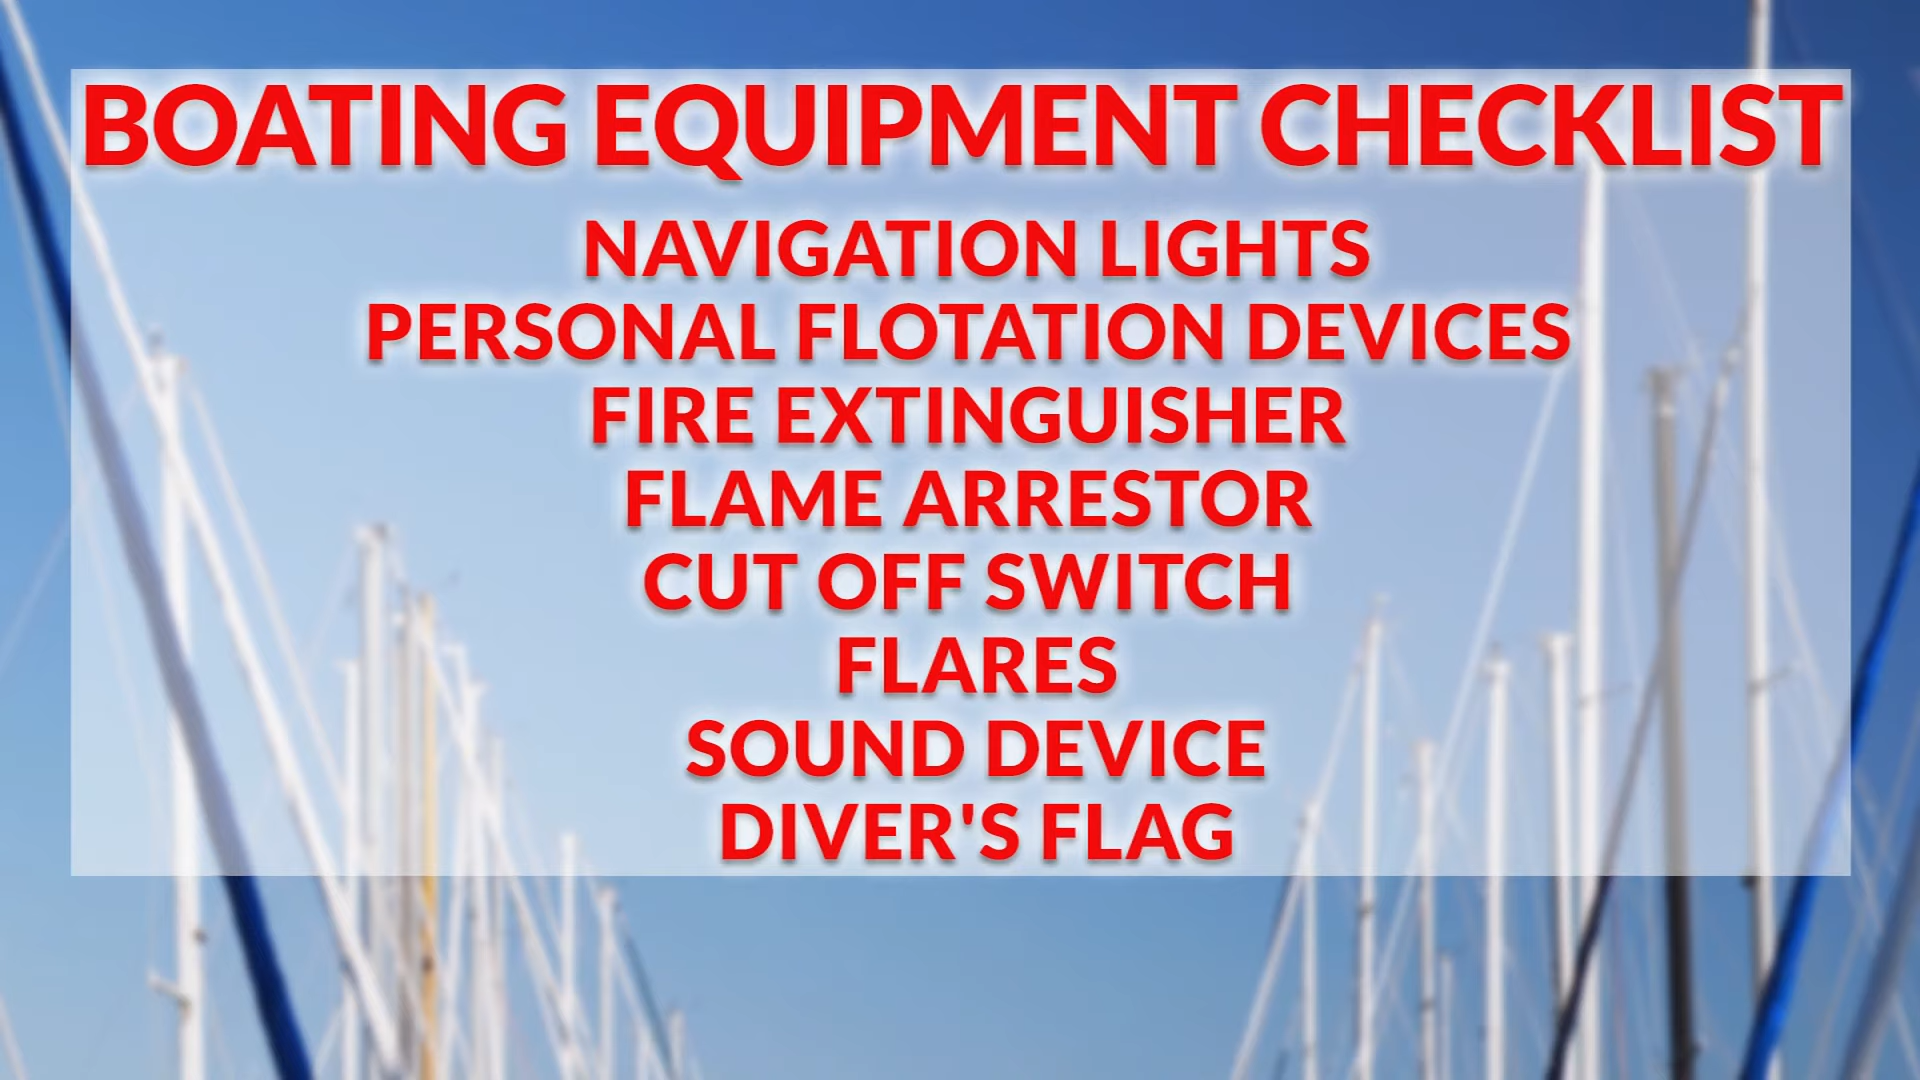 BOATING EQUIPMENT CHECKLIST
NAVIGATION LIGHTS
PERSONAL FLOTATION DEVICES
FIRE EXTINGUISHER
FLAME ARRESTOR
CUT OFF SWITCH
FLARES
SOUND DEVICE
DIVER'S FLAG